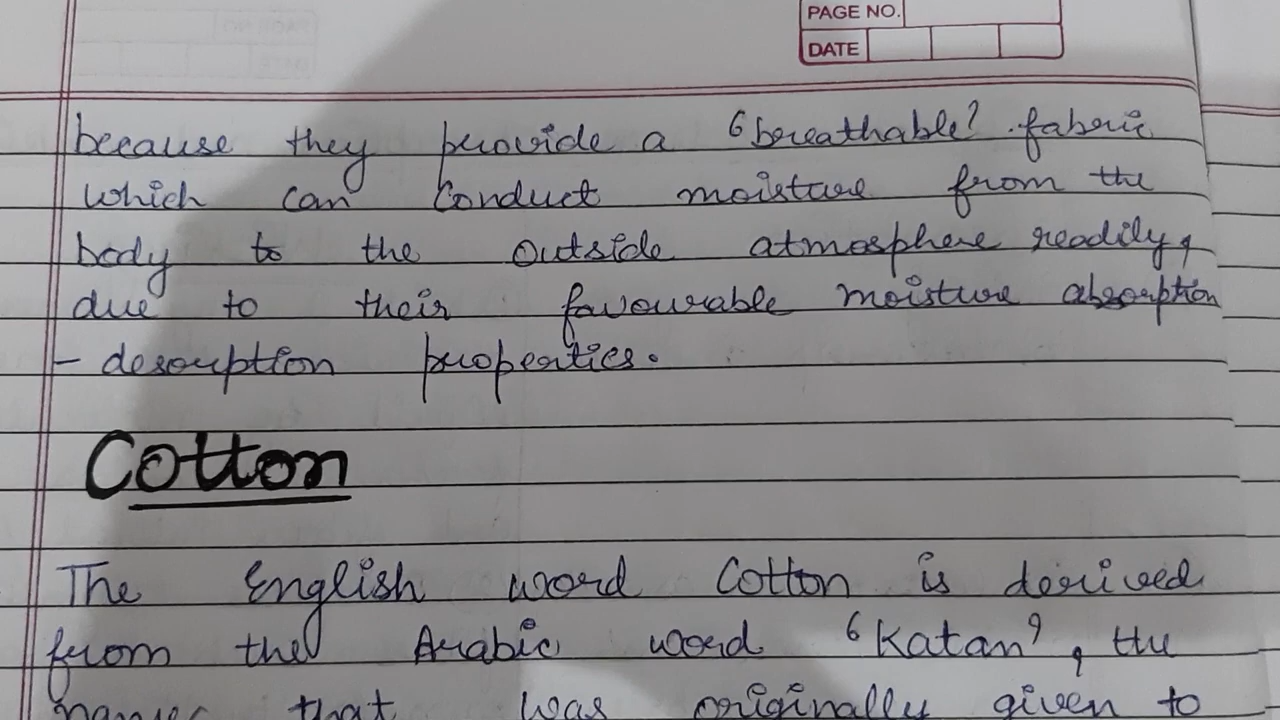 PAGE NO.
DATE
because they provide a 'breathable' fabric
which can conduct moisture from the
body to the outside atmosphere readily,
due to their favourable moisture absorption
- desorption properties.
Cotton
The English word Cotton is derived
from the Arabic word 'Katan', the
that was originally given to